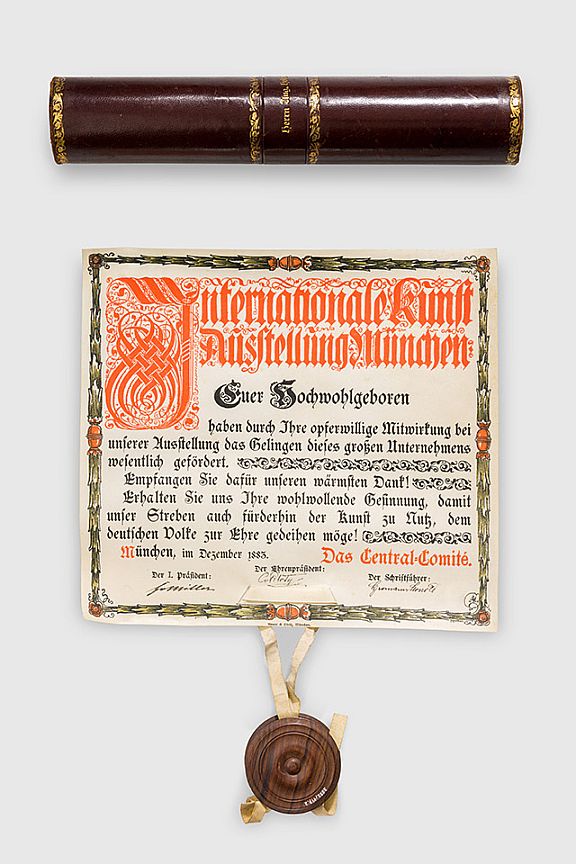 Herrn Aug.
Internationale Kunst
Ausstellung München
Euer Hochwohlgeboren
haben durch Ihre opferwillige Mitwirkung bei
unserer Ausstellung das Gelingen dieses großen Unternehmens
wesentlich gefördert.
Empfangen Sie dafür unseren wärmsten Dank!
Erhalten Sie uns Ihre wohlwollende Gesinnung, damit
unser Streben auch fürderhin der Kunst zu Nutz, dem
deutschen Volke zur Ehre gedeihen möge!
München, im Dezember 1883.
Das Central-Comité.
Der I. Präsident:
Der Ehrenpräsident:
Der Schriftführer: